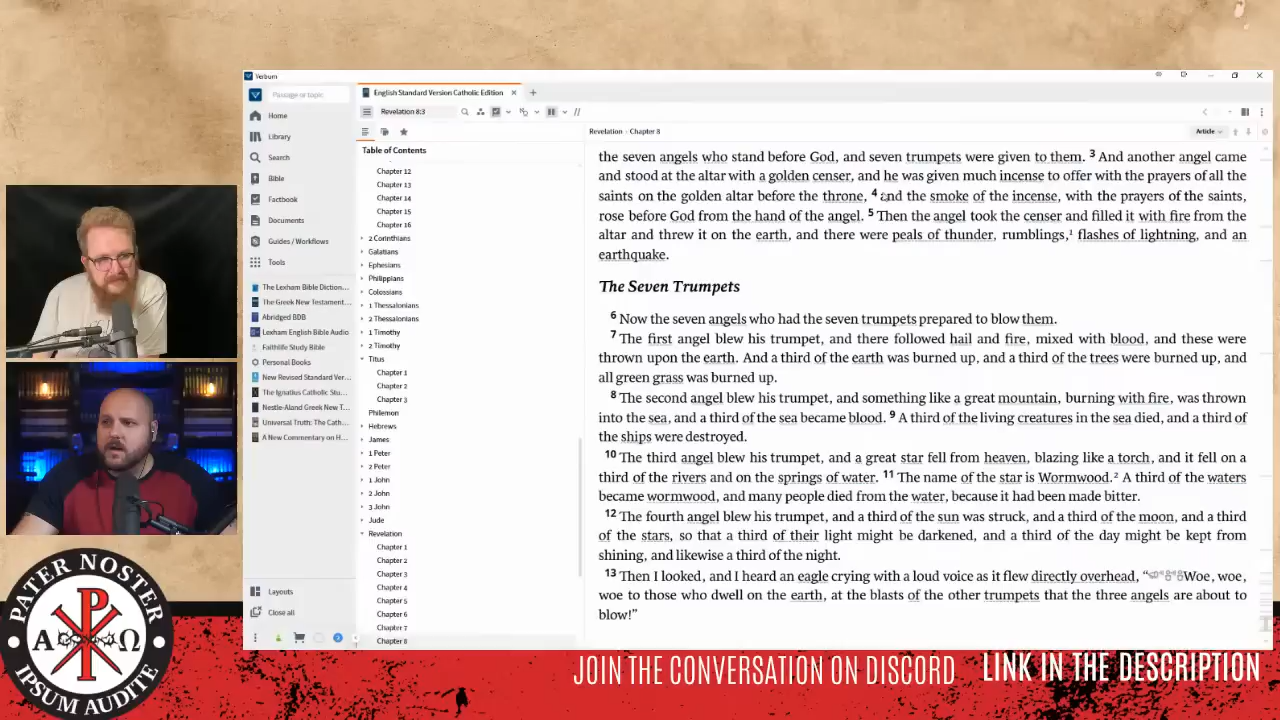 Verbum
Passage or topic
Home
Library
Search
Bible
Factbook
Documents
Guides / Workflows
Tools
The Lexham Bible Diction...
The Greek New Testament...
Abridged BDB
Lexham English Bible Audio
Faithlife Study Bible
Personal Books
New Revised Standard Ver...
The Ignatius Catholic Stu...
Nestle-Aland Greek New T...
Universal Truth: The Cath...
A New Commentary on H...
Layouts
Close all
English Standard Version Catholic Edition
Revelation 8:3
Table of Contents
Chapter 12
Chapter 13
Chapter 14
Chapter 15
Chapter 16
2 Corinthians
Galatians
Ephesians
Philippians
Colossians
1 Thessalonians
2 Thessalonians
1 Timothy
2 Timothy
Titus
Chapter 1
Chapter 2
Chapter 3
Philemon
Hebrews
James
1 Peter
2 Peter
1 John
2 John
3 John
Jude
Revelation
Chapter 1
Chapter 2
Chapter 3
Chapter 4
Chapter 5
Chapter 6
Chapter 7
Chapter 8
Revelation › Chapter 8
Article
the seven angels who stand before God, and seven trumpets were given to them. 3 And another angel came
and stood at the altar with a golden censer, and he was given much incense to offer with the prayers of all the
saints on the golden altar before the throne, 4 and the smoke of the incense, with the prayers of the saints,
rose before God from the hand of the angel. 5 Then the angel took the censer and filled it with fire from the
altar and threw it on the earth, and there were peals of thunder, rumblings,1 flashes of lightning, and an
earthquake.
The Seven Trumpets
6 Now the seven angels who had the seven trumpets prepared to blow them.
7 The first angel blew his trumpet, and there followed hail and fire, mixed with blood, and these were
thrown upon the earth. And a third of the earth was burned up, and a third of the trees were burned up, and
all green grass was burned up.
8 The second angel blew his trumpet, and something like a great mountain, burning with fire, was thrown
into the sea, and a third of the sea became blood. 9 A third of the living creatures in the sea died, and a third of
the ships were destroyed.
10 The third angel blew his trumpet, and a great star fell from heaven, blazing like a torch, and it fell on a
third of the rivers and on the springs of water. 11 The name of the star is Wormwood.2 A third of the waters
became wormwood, and many people died from the water, because it had been made bitter.
12 The fourth angel blew his trumpet, and a third of the sun was struck, and a third of the moon, and a third
of the stars, so that a third of their light might be darkened, and a third of the day might be kept from
shining, and likewise a third of the night.
13 Then I looked, and I heard an eagle crying with a loud voice as it flew directly overhead, “Woe, woe,
woe to those who dwell on the earth, at the blasts of the other trumpets that the three angels are about to
blow!”
PATER NOSTER
Α Ω
IPSUM AUDITE
JOIN THE CONVERSATION ON DISCORD
LINK IN THE DESCRIPTION